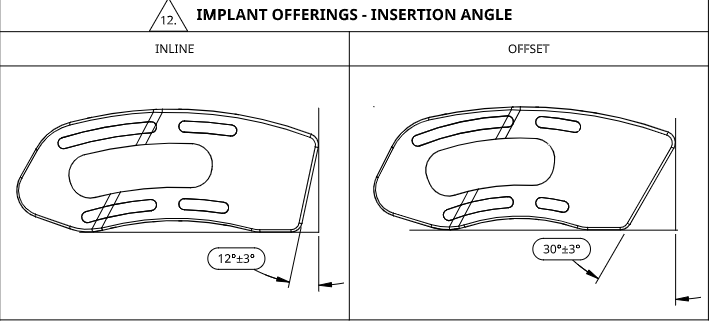 12.
IMPLANT OFFERINGS - INSERTION ANGLE
INLINE
OFFSET
12°±3°
30°±3°